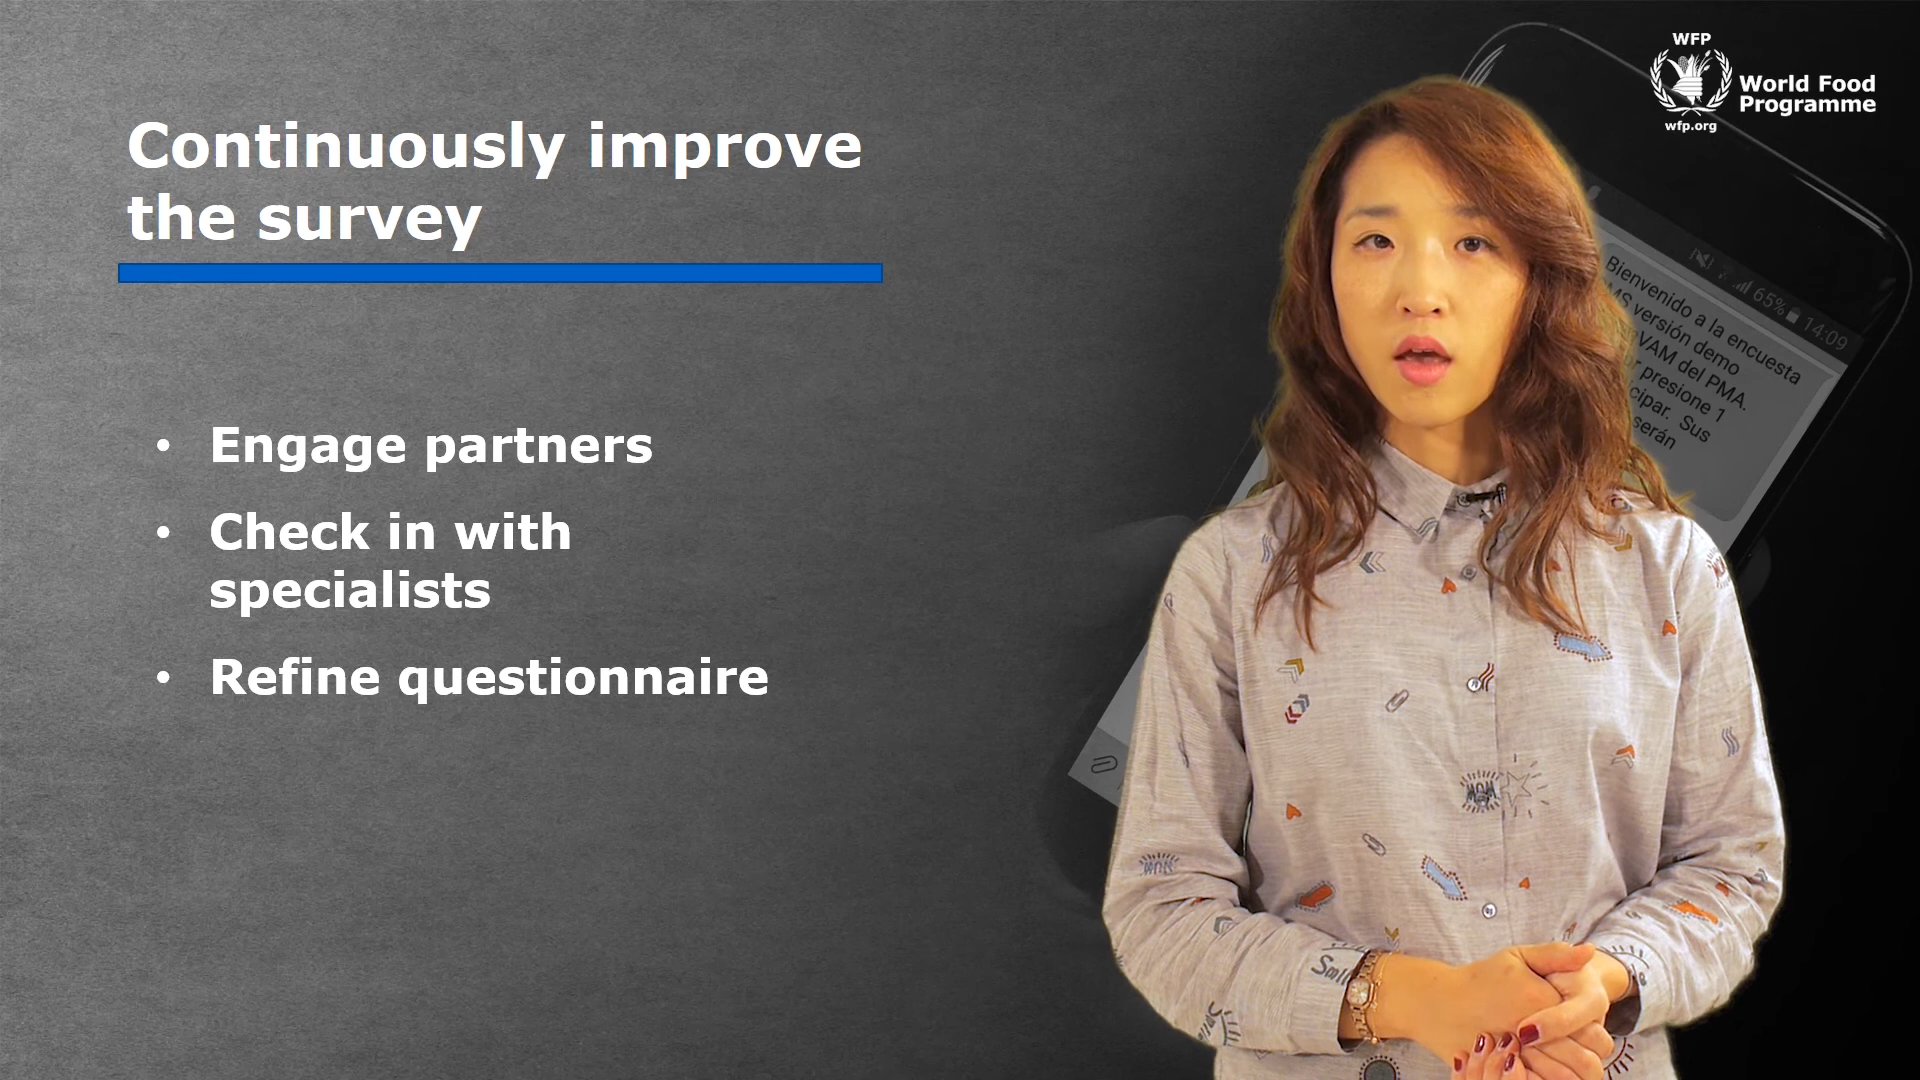 WFP
World Food
Programme
wfp.org
Continuously improve
the survey
• Engage partners
• Check in with
specialists
• Refine questionnaire
65% 14:09
Bienvenido a la encuesta
versión demo
VAM del PMA.
presione 1
Sus
serán
WOW